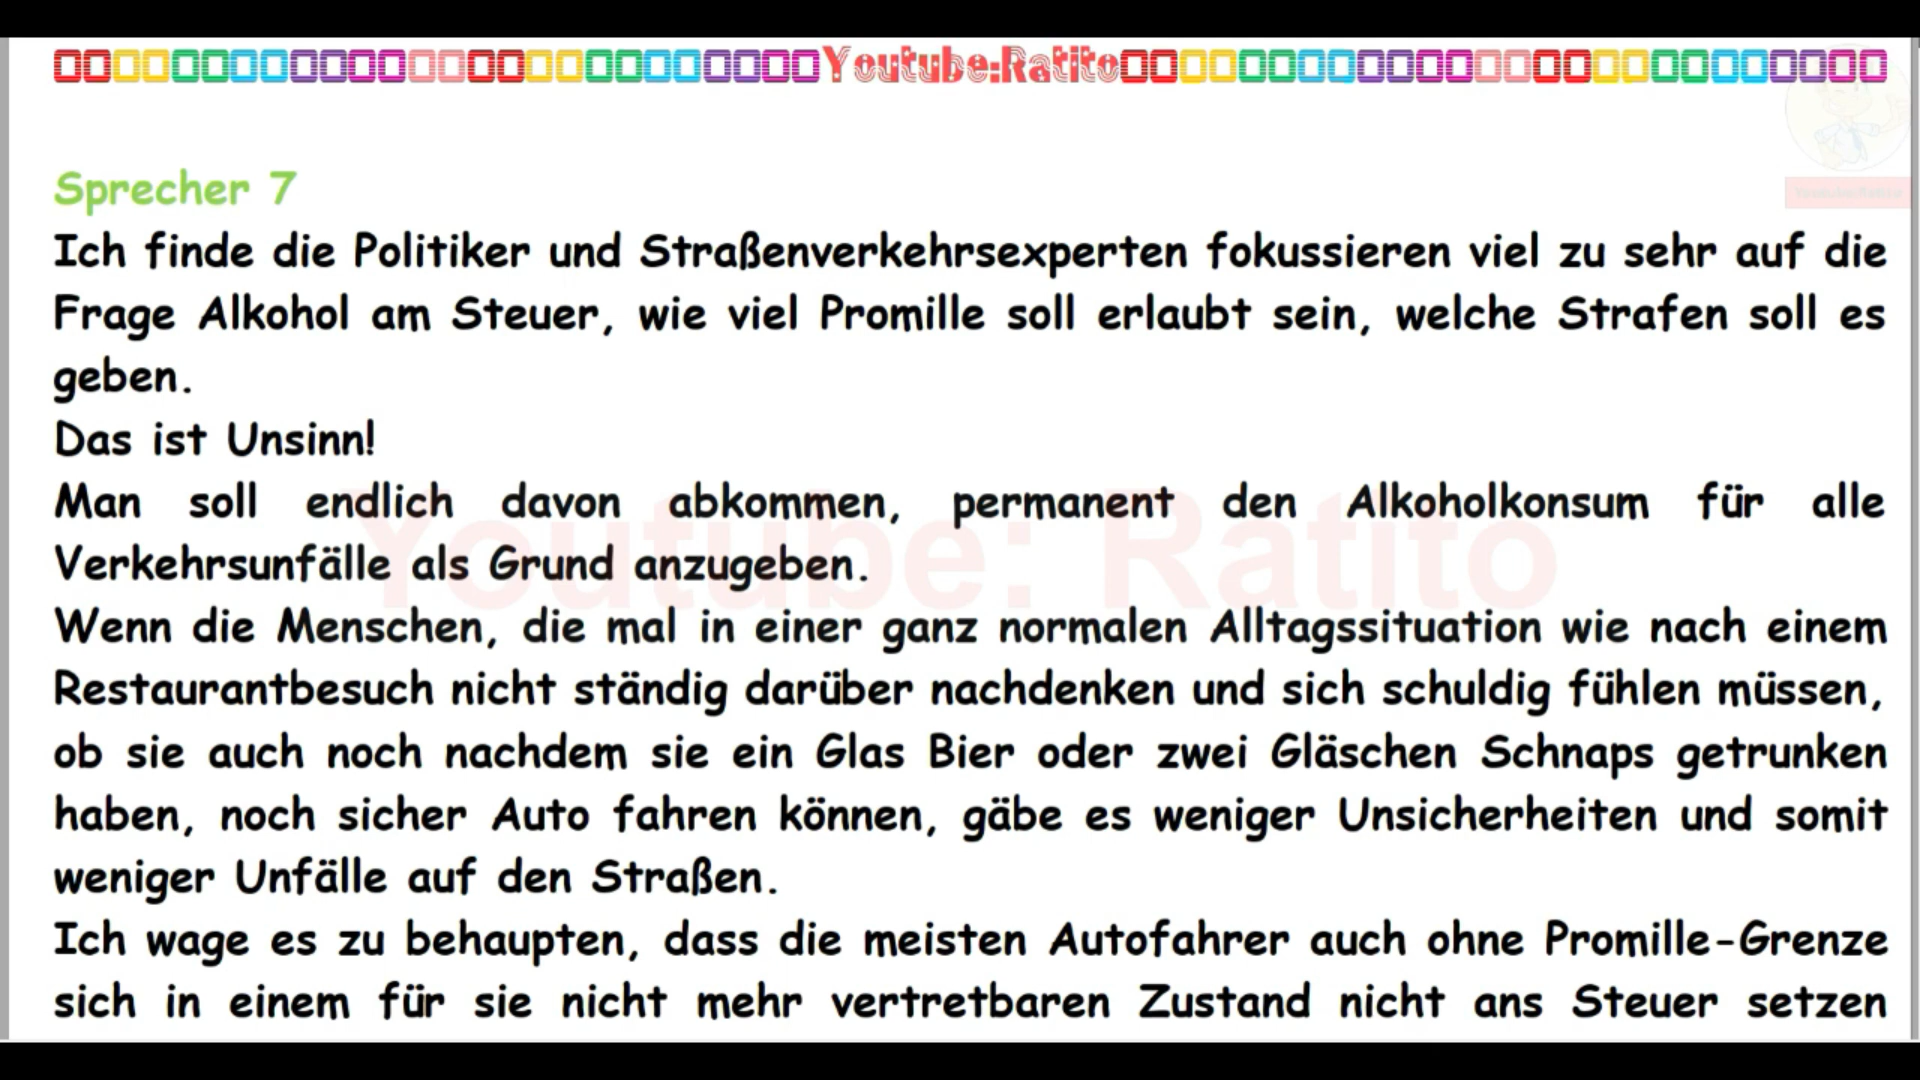 Youtube:Ratito
Sprecher 7
Ich finde die Politiker und Straßenverkehrsexperten fokussieren viel zu sehr auf die
Frage Alkohol am Steuer, wie viel Promille soll erlaubt sein, welche Strafen soll es
geben.
Das ist Unsinn!
Man soll endlich davon abkommen, permanent den Alkoholkonsum für alle
Verkehrsunfälle als Grund anzugeben.
Wenn die Menschen, die mal in einer ganz normalen Alltagssituation wie nach einem
Restaurantbesuch nicht ständig darüber nachdenken und sich schuldig fühlen müssen,
ob sie auch noch nachdem sie ein Glas Bier oder zwei Gläschen Schnaps getrunken
haben, noch sicher Auto fahren können, gäbe es weniger Unsicherheiten und somit
weniger Unfälle auf den Straßen.
Ich wage es zu behaupten, dass die meisten Autofahrer auch ohne Promille-Grenze
sich in einem für sie nicht mehr vertretbaren Zustand nicht ans Steuer setzen
Youtube: Ratito
Youtube:Ratito